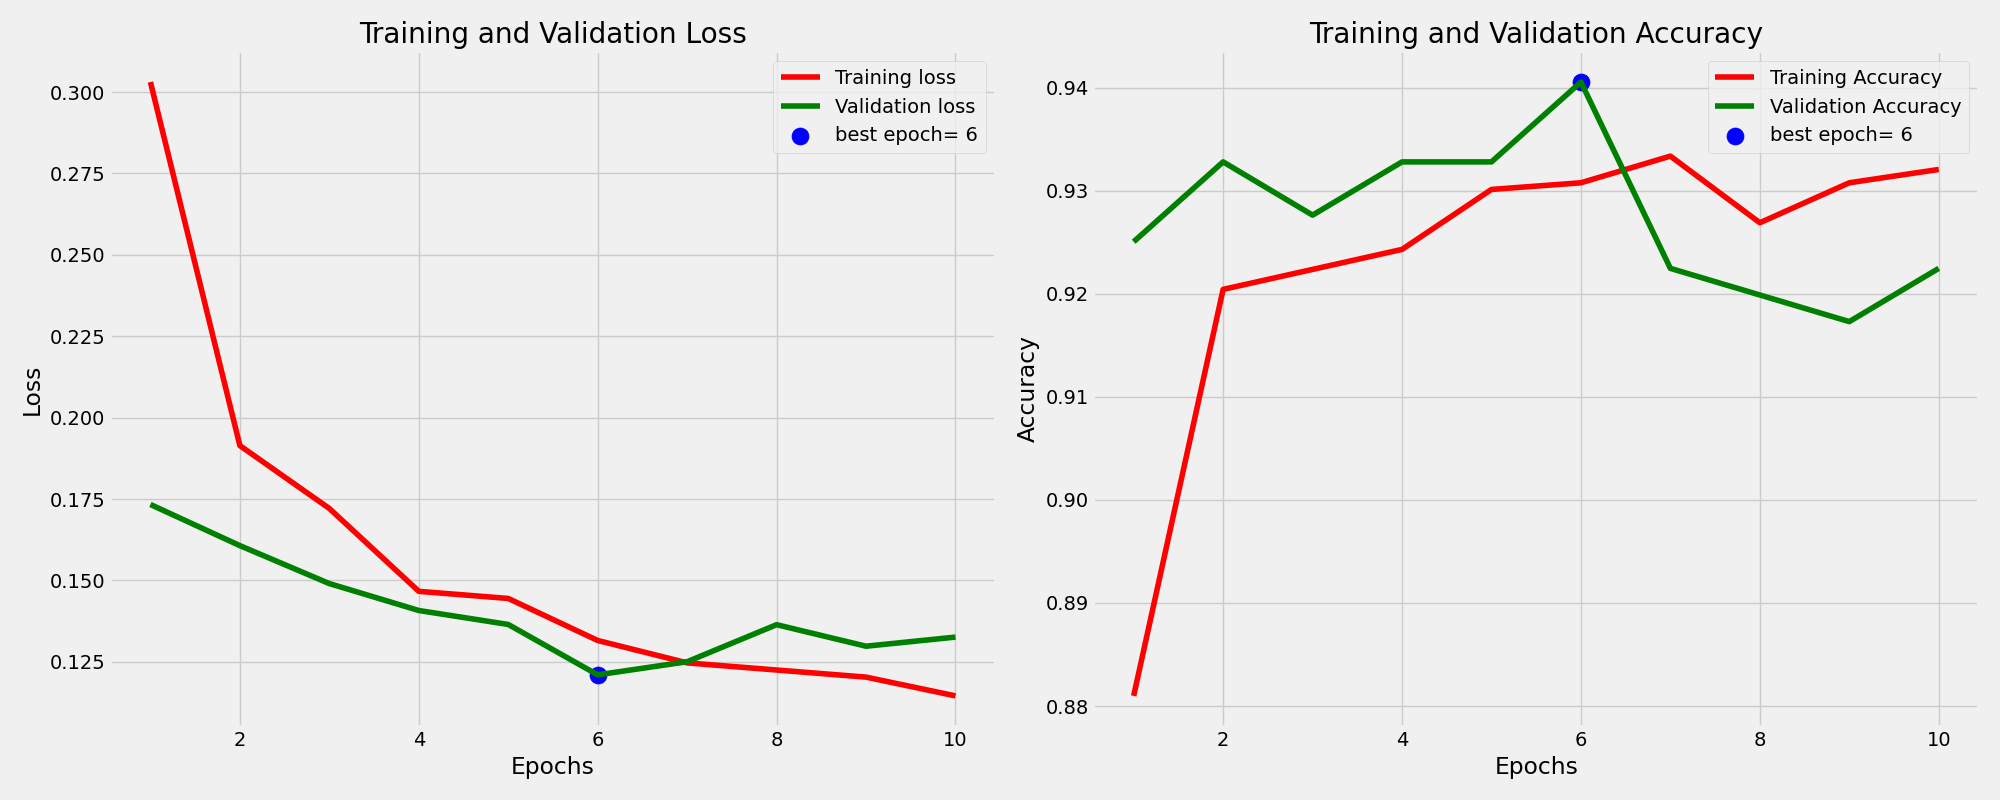 Training and Validation Loss
0.300
0.275
0.250
0.225
0.200
0.175
0.150
0.125
Loss
2 4 6 8 10
Epochs
Training loss
Validation loss
best epoch= 6
Training and Validation Accuracy
0.94
0.93
0.92
0.91
0.90
0.89
0.88
Accuracy
2 4 6 8 10
Epochs
Training Accuracy
Validation Accuracy
best epoch= 6